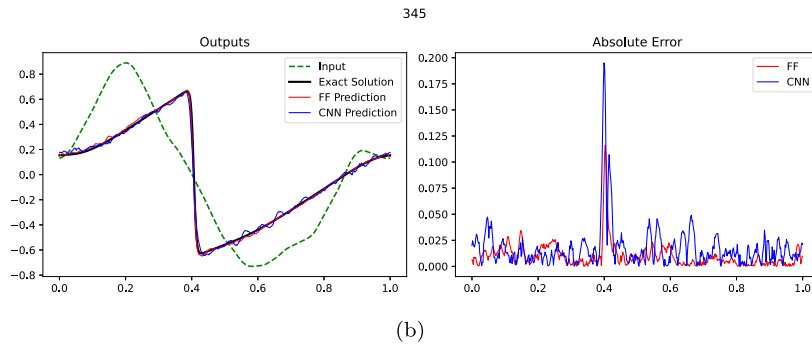 345
Outputs
Absolute Error
0.8
0.6
0.4
0.2
0.0
−0.2
−0.4
−0.6
−0.8
Input
Exact Solution
FF Prediction
CNN Prediction
0.0 0.2 0.4 0.6 0.8 1.0
0.200
0.175
0.150
0.125
0.100
0.075
0.050
0.025
0.000
FF
CNN
0.0 0.2 0.4 0.6 0.8 1.0
(b)